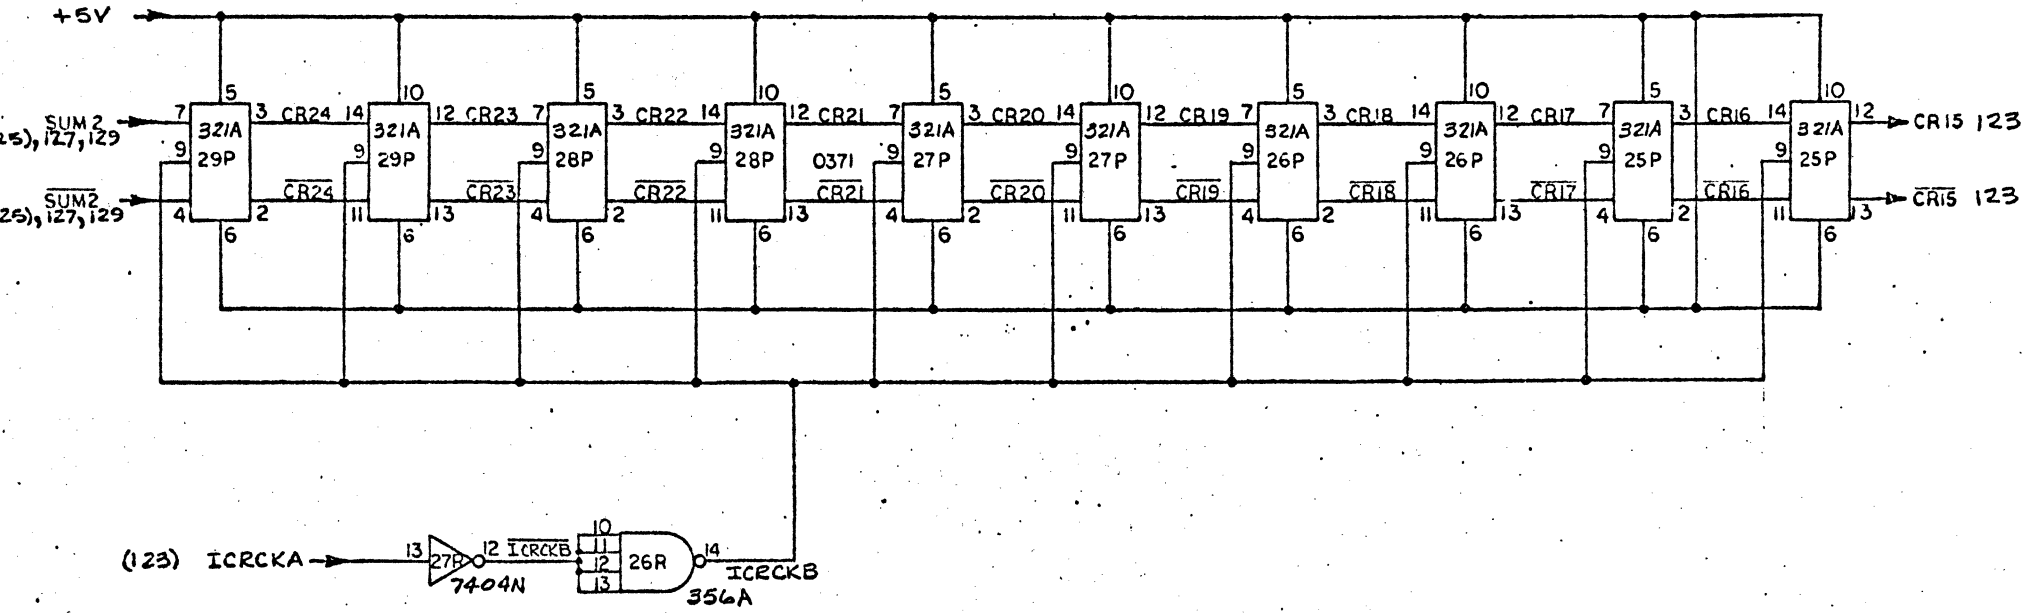 +5V
5 10 5 10 5 10 5 10 5 10
7 3 CR24 14 12 CR23 7 3 CR22 14 12 CR21 7 3 CR20 14 12 CR19 7 3 CR18 14 12 CR17 7 3 CR16 14 12 CR15 123
SUM2
321A 321A 321A 321A 321A 321A 321A 321A 321A 321A
25), 127, 129
9 29P 9 29P 9 28P 9 28P 0371 9 27P 9 27P 9 26P 9 26P 9 25P 9 25P
SUM2 CR24 CR23 CR22 CR21 CR20 CR19 CR18 CR17 CR16 CR15 123
25), 127, 129
4 2 11 13 4 2 11 13 4 2 11 13 4 2 11 13 4 2 11 13
6 6 6 6 6 6 6 6 6 6
(123) ICRCKA 13 27R 12 ICRCKB 10 11 12 13 26R 14 ICRCKB
7404N
356A